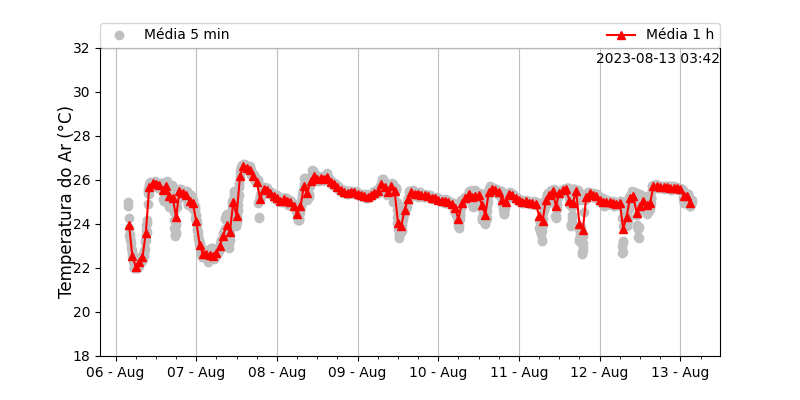 Média 5 min
Média 1 h
2023-08-13 03:42
Temperatura do Ar (°C)
32
30
28
26
24
22
20
18
06 - Aug
07 - Aug
08 - Aug
09 - Aug
10 - Aug
11 - Aug
12 - Aug
13 - Aug